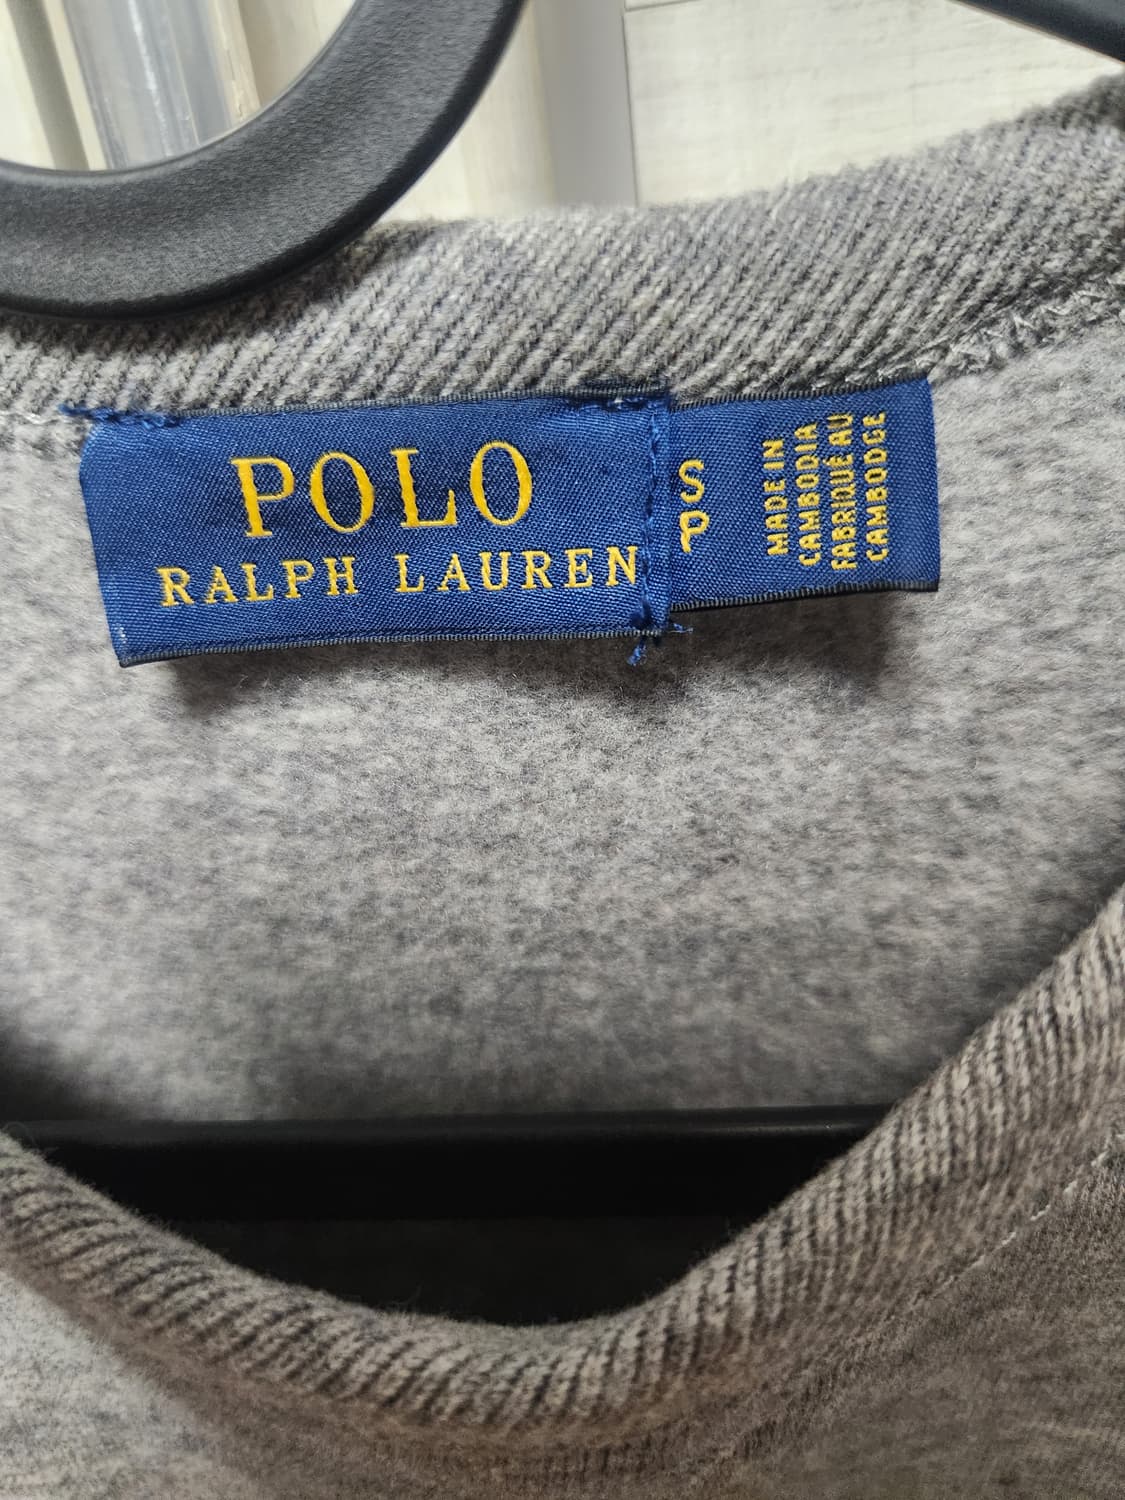 POLO
RALPH LAUREN
S
P
MADE IN
CAMBODIA
FABRIQUÉ AU
CAMBODGE